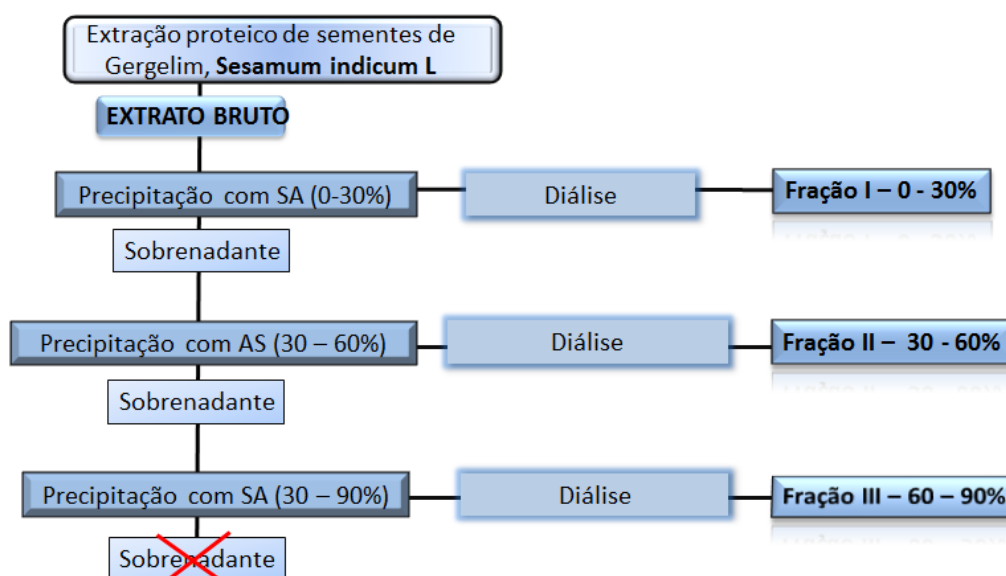 Extração proteico de sementes de
Gergelim, Sesamum indicum L
EXTRATO BRUTO
Precipitação com SA (0-30%)
Diálise
Fração I – 0 - 30%
Sobrenadante
Precipitação com AS (30 – 60%)
Diálise
Fração II – 30 - 60%
Sobrenadante
Precipitação com SA (30 – 90%)
Diálise
Fração III – 60 – 90%
Sobrenadante